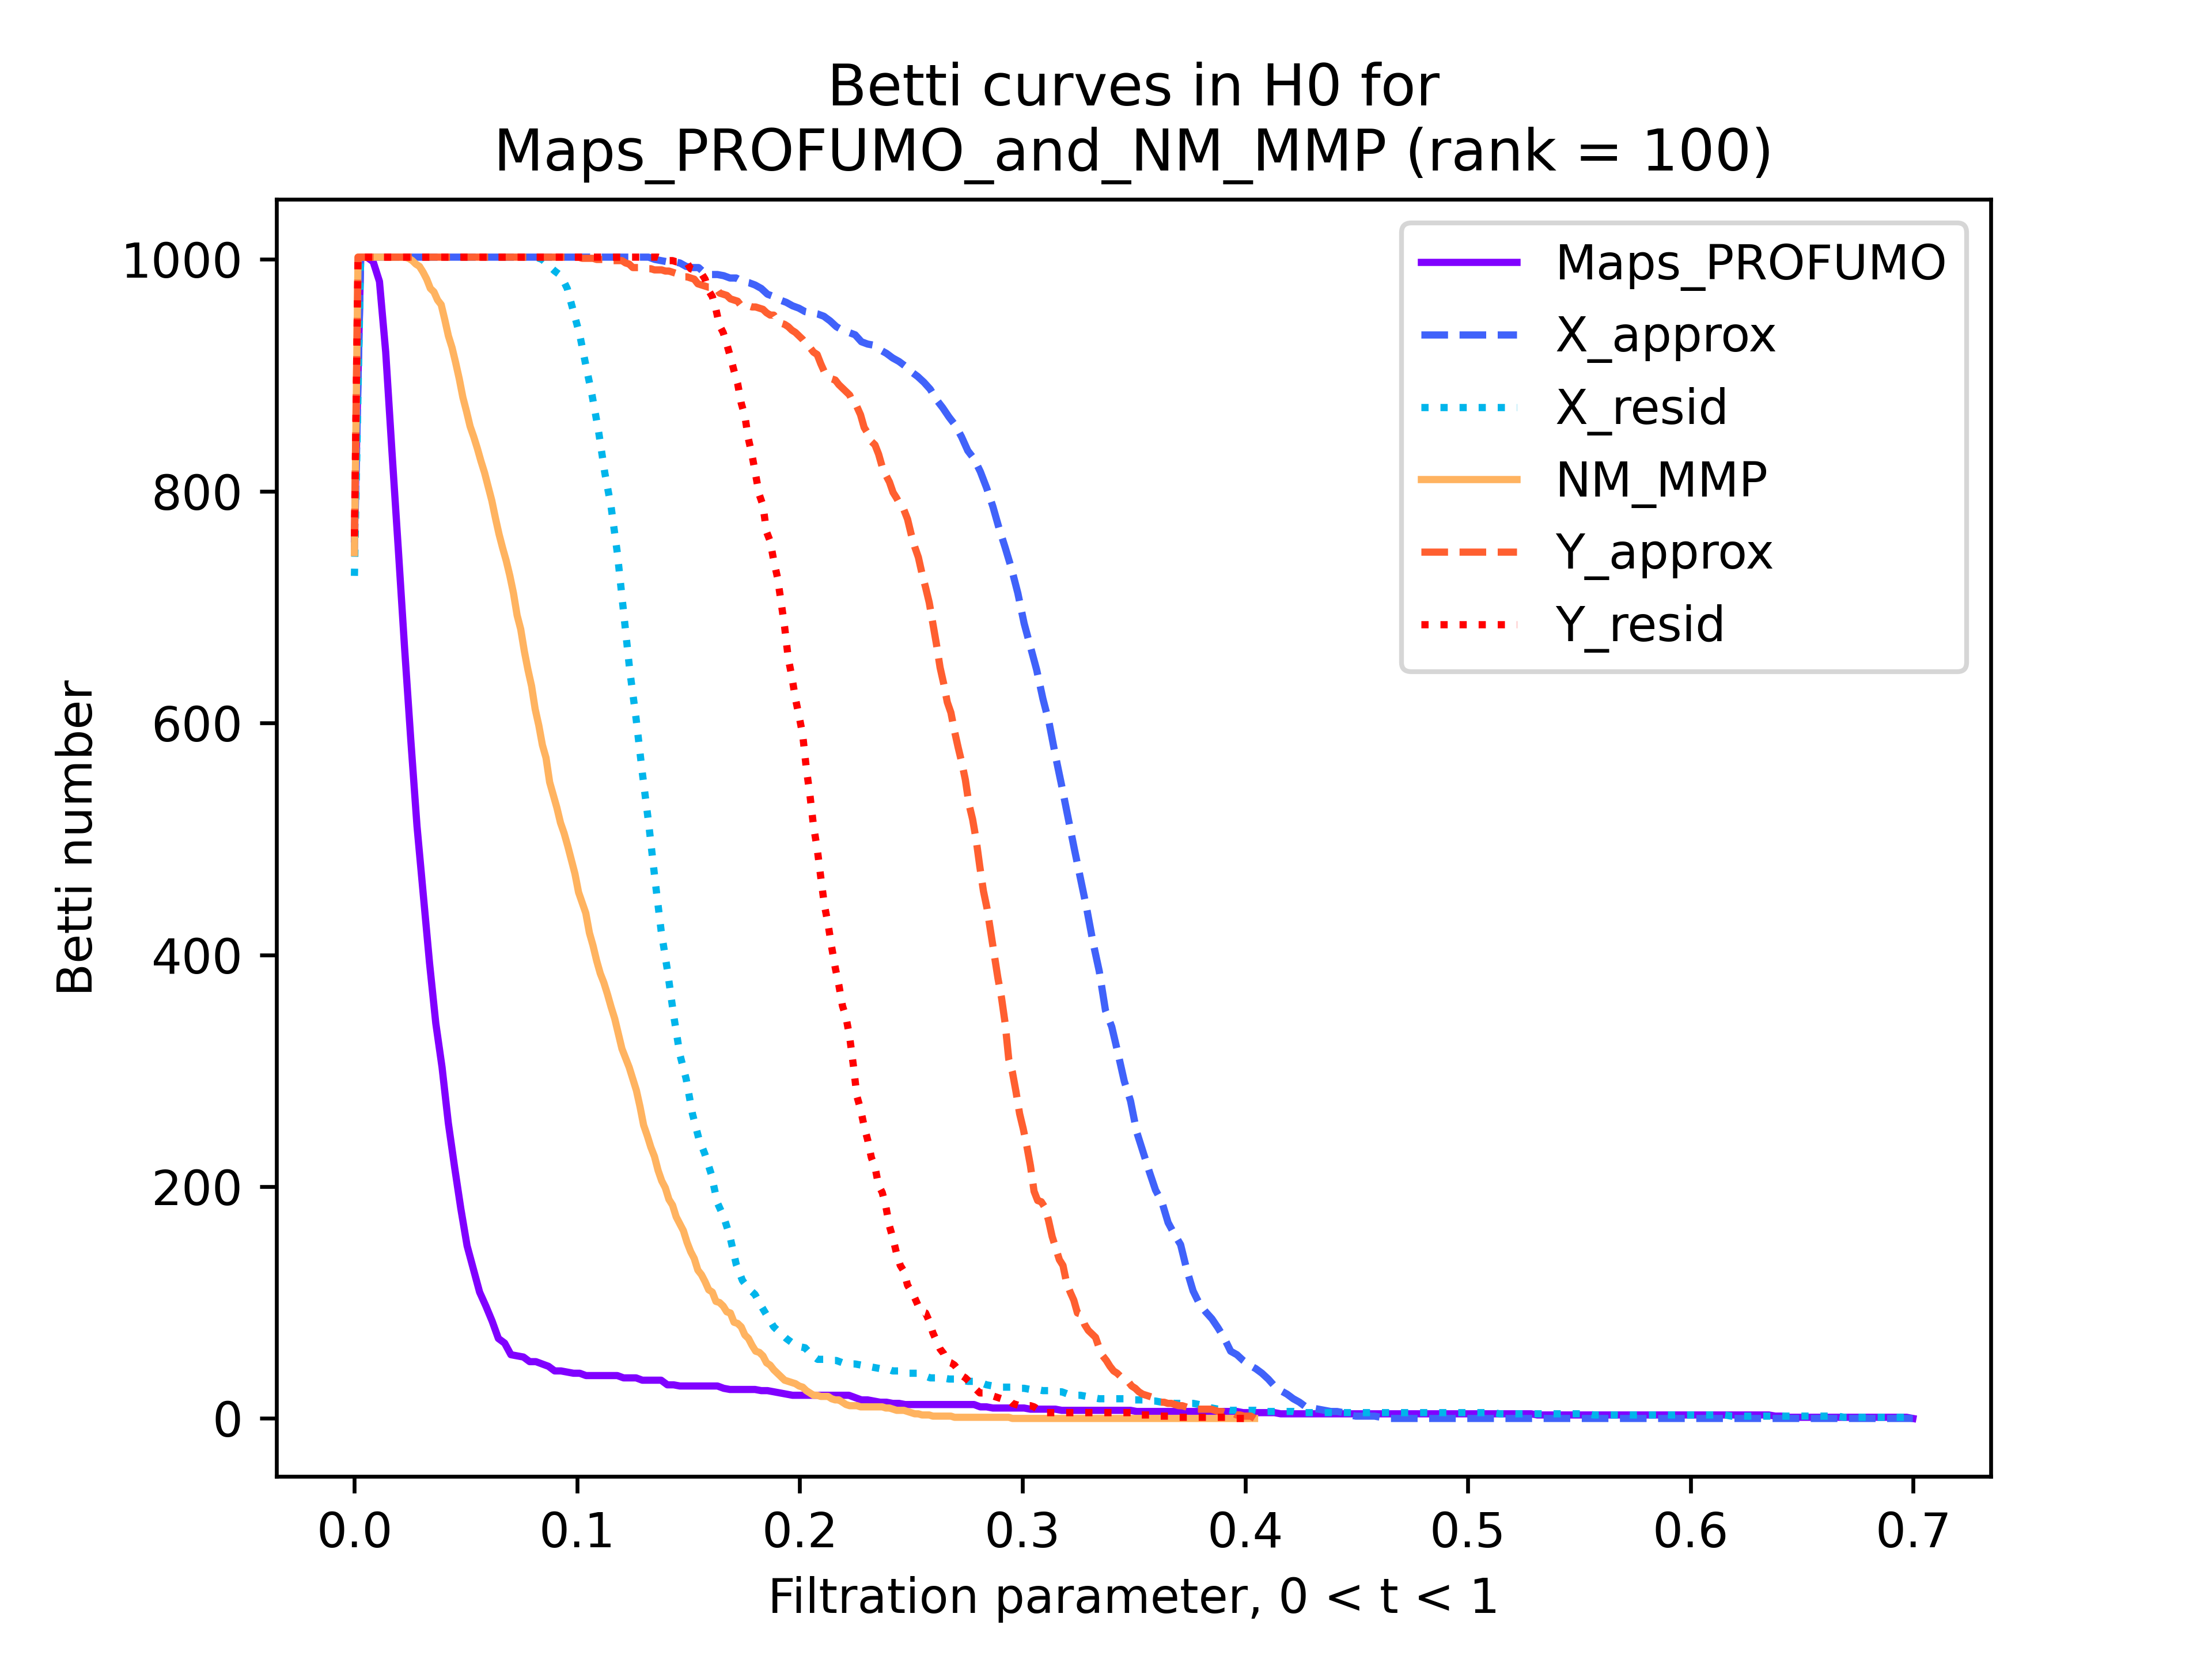 Betti curves in H0 for
Maps_PROFUMO_and_NM_MMP (rank = 100)
Maps_PROFUMO
X_approx
X_resid
NM_MMP
Y_approx
Y_resid
Betti number
1000
800
600
400
200
0
0.0 0.1 0.2 0.3 0.4 0.5 0.6 0.7
Filtration parameter, 0 < t < 1